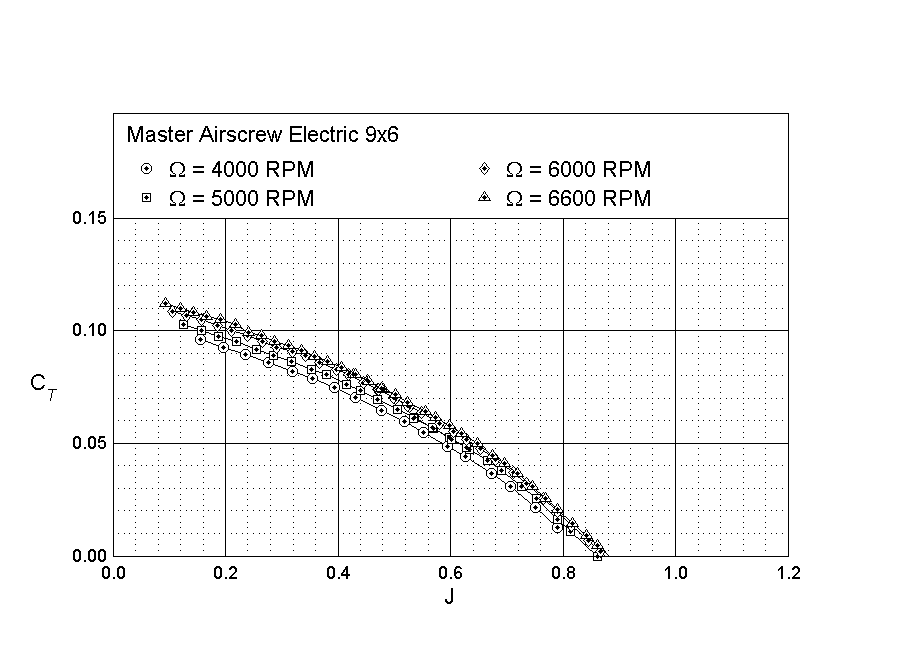 Master Airscrew Electric 9x6
Ω = 4000 RPM Ω = 6000 RPM
Ω = 5000 RPM Ω = 6600 RPM
0.15
0.10
C_T
0.05
0.00
0.0 0.2 0.4 0.6 0.8 1.0 1.2
J